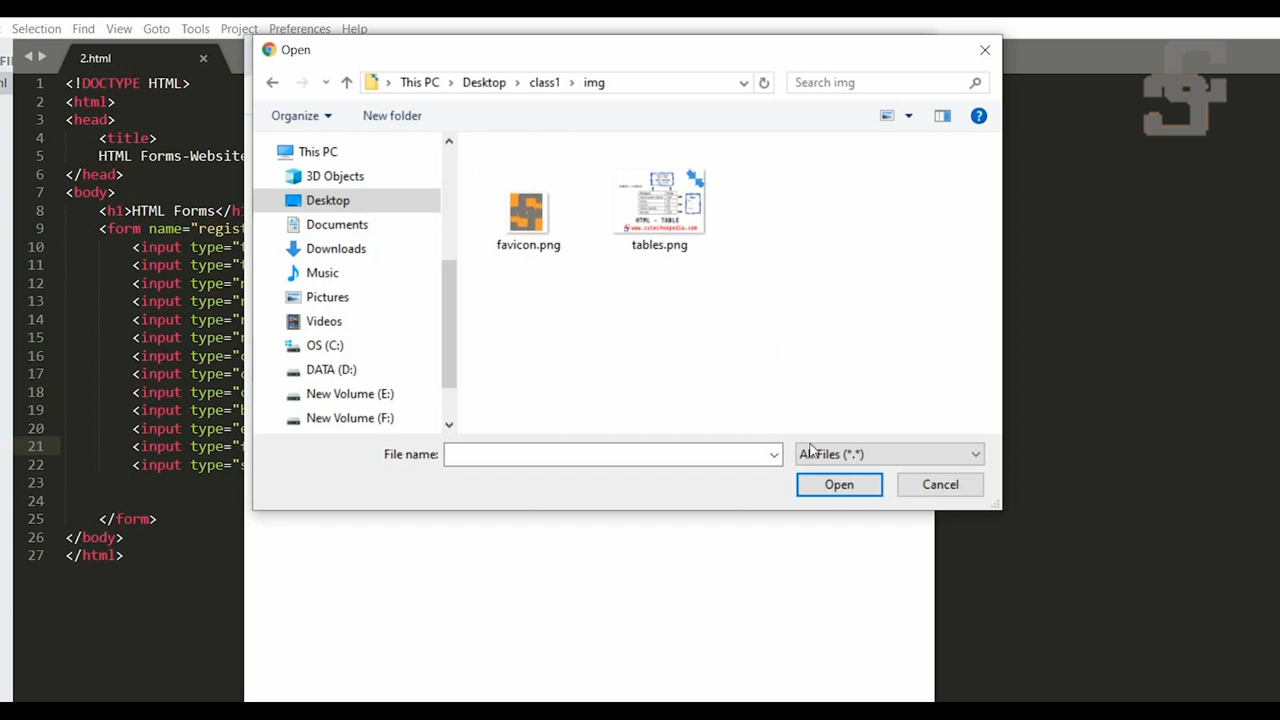 Selection Find View Goto Tools Project Preferences Help
2.html
1 <!DOCTYPE HTML>
2 <html>
3 <head>
4 <title>
5 HTML Forms-Website
6 </head>
7 <body>
8 <h1>HTML Forms</h
9 <form name="regist
10 <input type="
11 <input type="
12 <input type="
13 <input type="
14 <input type="
15 <input type="
16 <input type="
17 <input type="
18 <input type="
19 <input type="
20 <input type="
21 <input type="
22 <input type="
23
24
25 </form>
26 </body>
27 </html>
Open
This PC Desktop class1 img
Search img
Organize New folder
This PC
3D Objects
Desktop
Documents
Downloads
Music
Pictures
Videos
OS (C:)
DATA (D:)
New Volume (E:)
New Volume (F:)
favicon.png tables.png
HTML - TABLE
www.cstechnopedia.com
File name:
All Files (*.*)
Open Cancel